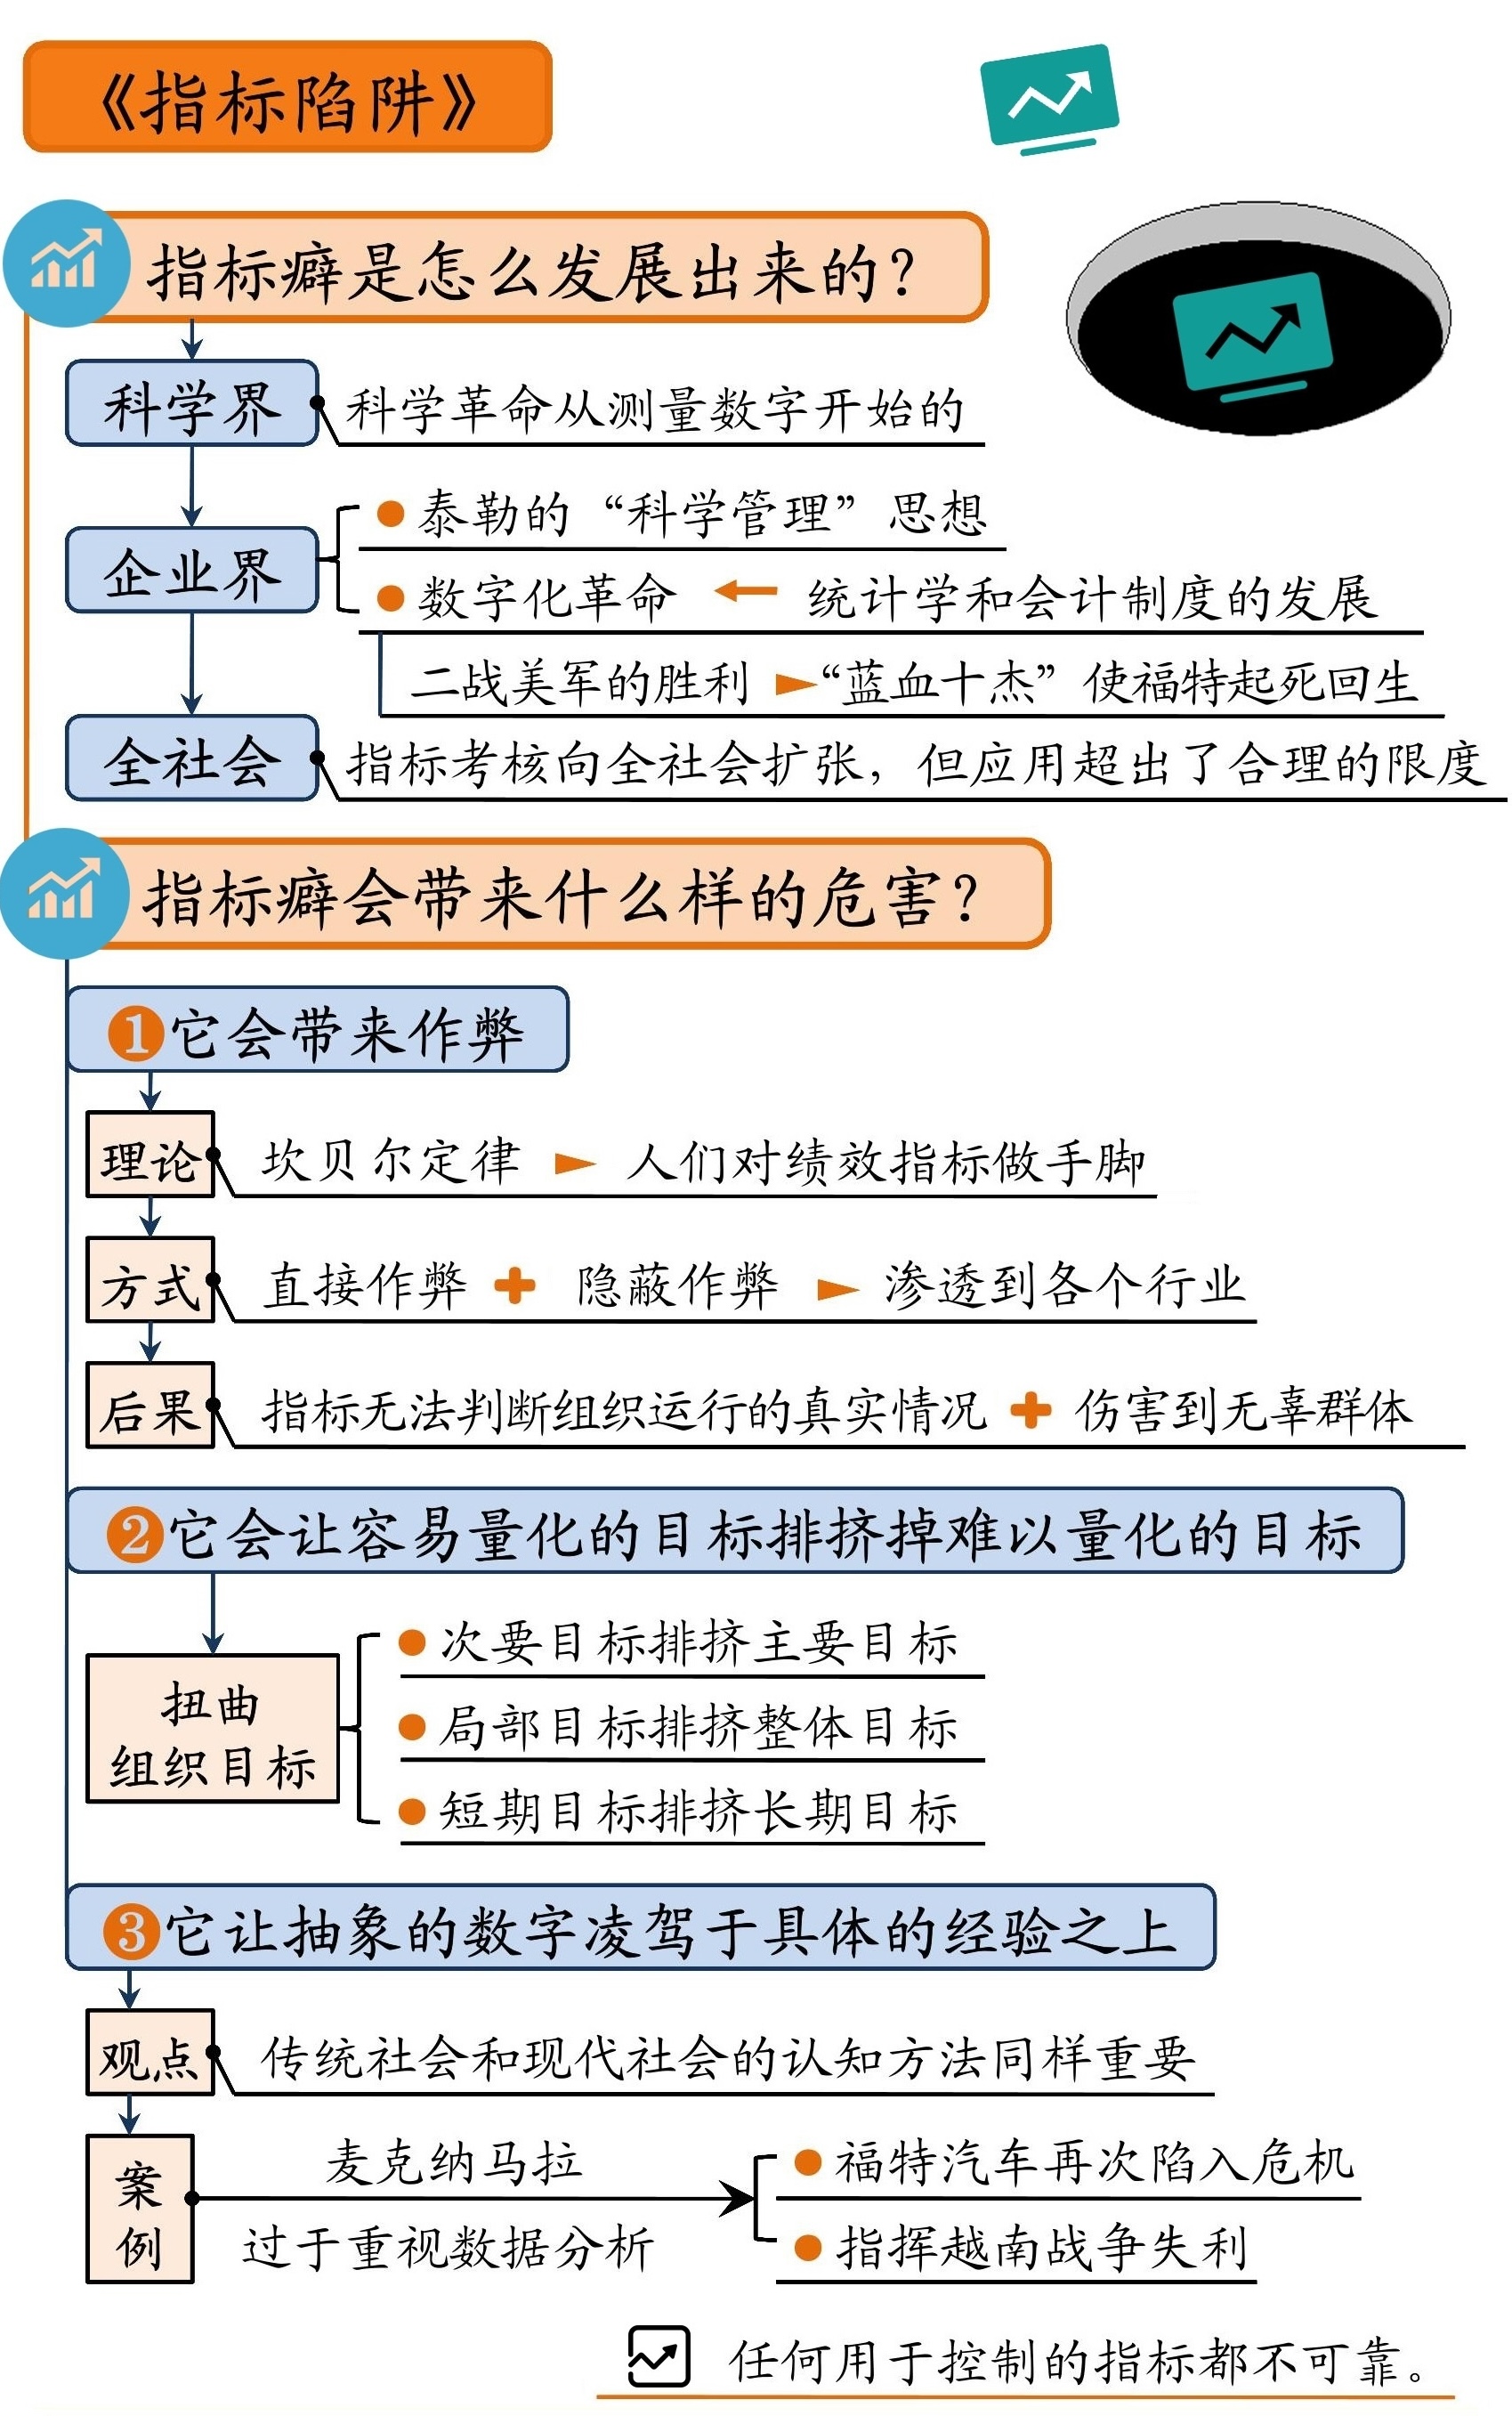 《指标陷阱》
指标癖是怎么发展出来的？
科学界
科学革命从测量数字开始的
企业界
泰勒的“科学管理”思想
数字化革命 统计学和会计制度的发展
二战美军的胜利 “蓝血十杰”使福特起死回生
全社会
指标考核向全社会扩张，但应用超出了合理的限度
指标癖会带来什么样的危害？
1它会带来作弊
理论
坎贝尔定律 人们对绩效指标做手脚
方式
直接作弊 + 隐蔽作弊 渗透到各个行业
后果
指标无法判断组织运行的真实情况 + 伤害到无辜群体
2它会让容易量化的目标排挤掉难以量化的目标
扭曲
组织目标
次要目标排挤主要目标
局部目标排挤整体目标
短期目标排挤长期目标
3它让抽象的数字凌驾于具体的经验之上
观点
传统社会和现代社会的认知方法同样重要
案
例
麦克纳马拉
过于重视数据分析
福特汽车再次陷入危机
指挥越南战争失利
任何用于控制的指标都不可靠。